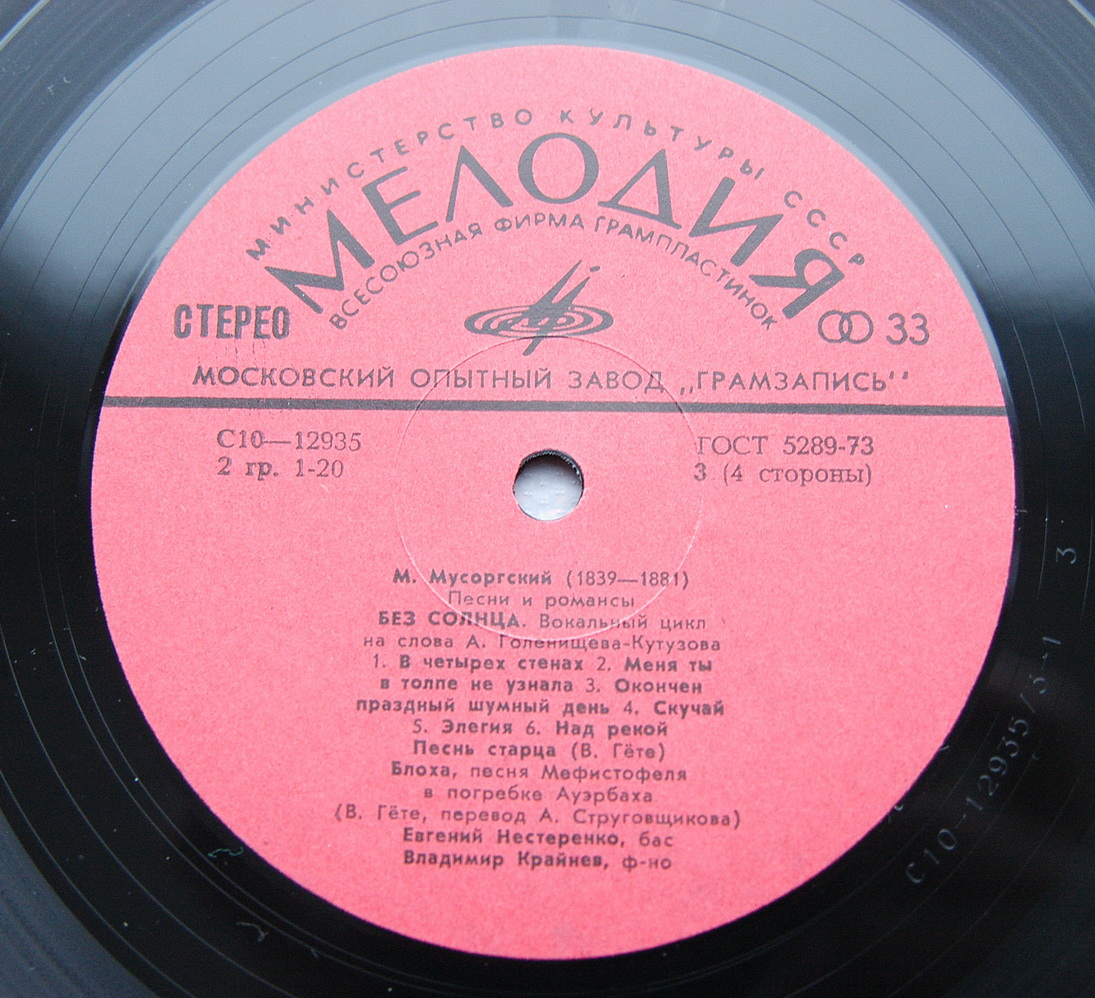 МИНИСТЕРСТВО КУЛЬТУРЫ СССР
МЕЛОДИЯ
ВСЕСОЮЗНАЯ ФИРМА ГРАМПЛАСТИНОК
СТЕРЕО
33
МОСКОВСКИЙ ОПЫТНЫЙ ЗАВОД „ГРАМЗАПИСЬ‘‘
С10—12935
ГОСТ 5289-73
2 гр. 1-20
3 (4 стороны)
М. Мусоргский (1839—1881)
Песни и романсы
БЕЗ СОЛНЦА. Вокальный цикл
на слова А. Голенищева-Кутузова
1. В четырех стенах 2. Меня ты
в толпе не узнала 3. Окончен
праздный шумный день 4. Скучай
5. Элегия 6. Над рекой
Песнь старца (В. Гёте)
Блоха, песня Мефистофеля
в погребке Ауэрбаха
(В. Гёте, перевод А. Струговщикова)
Евгений Нестеренко, бас
Владимир Крайнев, ф-но
С10-12935/3-1 3